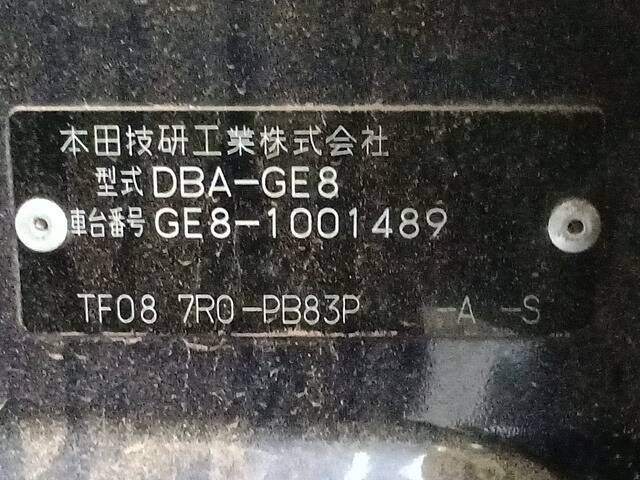 本田技研工業株式会社
型式 DBA-GE8
車台番号 GE8-1001489
TF08 7R0-PB83P -A -S